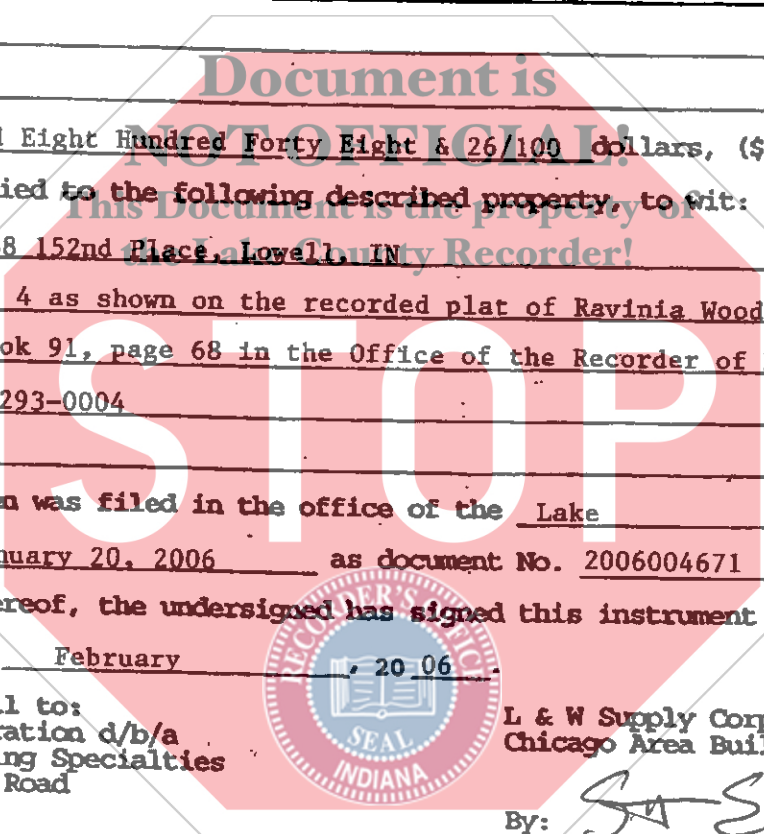 Document is
Eight Hundred Forty Eight & 26/100 dollars, ($
NOT OFFICIAL!
ied to the following described property, to wit:
This Document is the property of
8 152nd Place, Lowell, IN
the Lake County Recorder!
4 as shown on the recorded plat of Ravinia Wood
ok 91, page 68 in the Office of the Recorder of
293-0004
STOP
n was filed in the office of the Lake
nuary 20, 2006 as document No. 2006004671
ereof, the undersigned has signed this instrument
February , 20 06 .
RECORDER'S OFFICE
SEAL
INDIANA
l to:
ration d/b/a
ng Specialties
Road
L & W Supply Corp
Chicago Area Buil
By: